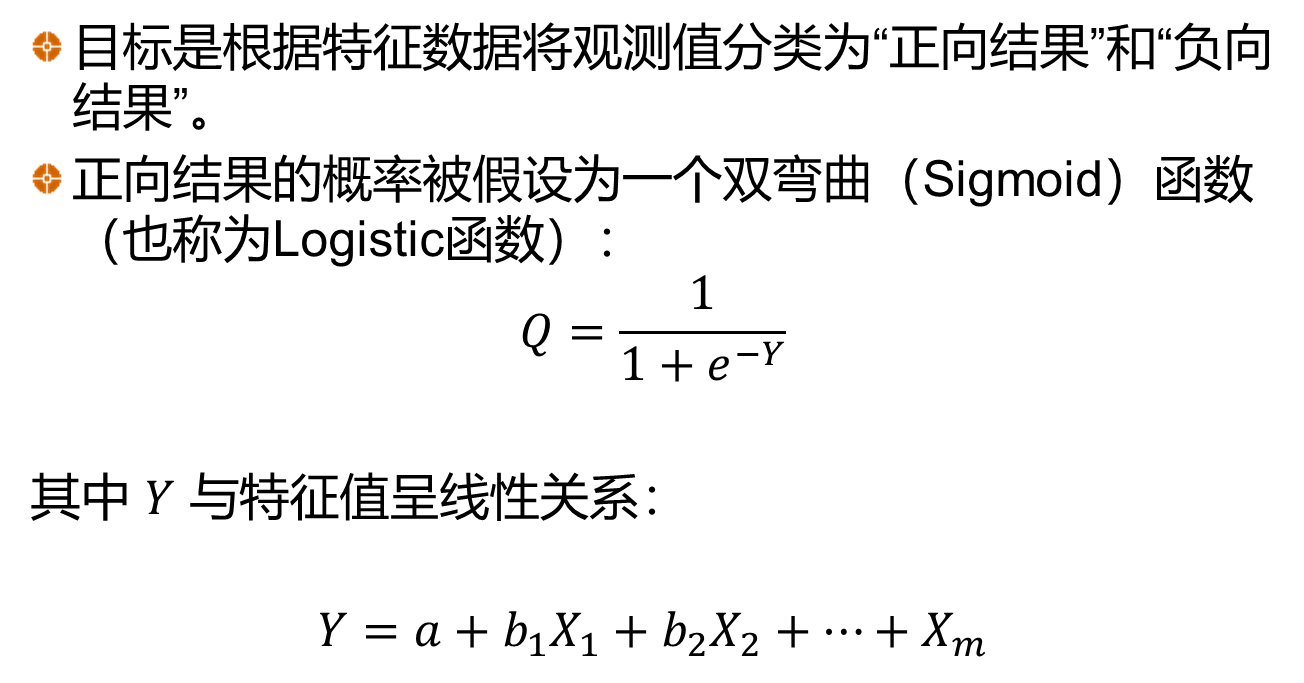 目标是根据特征数据将观测值分类为“正向结果”和“负向
结果”。
正向结果的概率被假设为一个双弯曲（Sigmoid）函数
（也称为Logistic函数）:
Q = 1 / (1 + e^{−Y})
其中 Y 与特征值呈线性关系:
Y = a + b₁X₁ + b₂X₂ + ⋯ + Xₘ